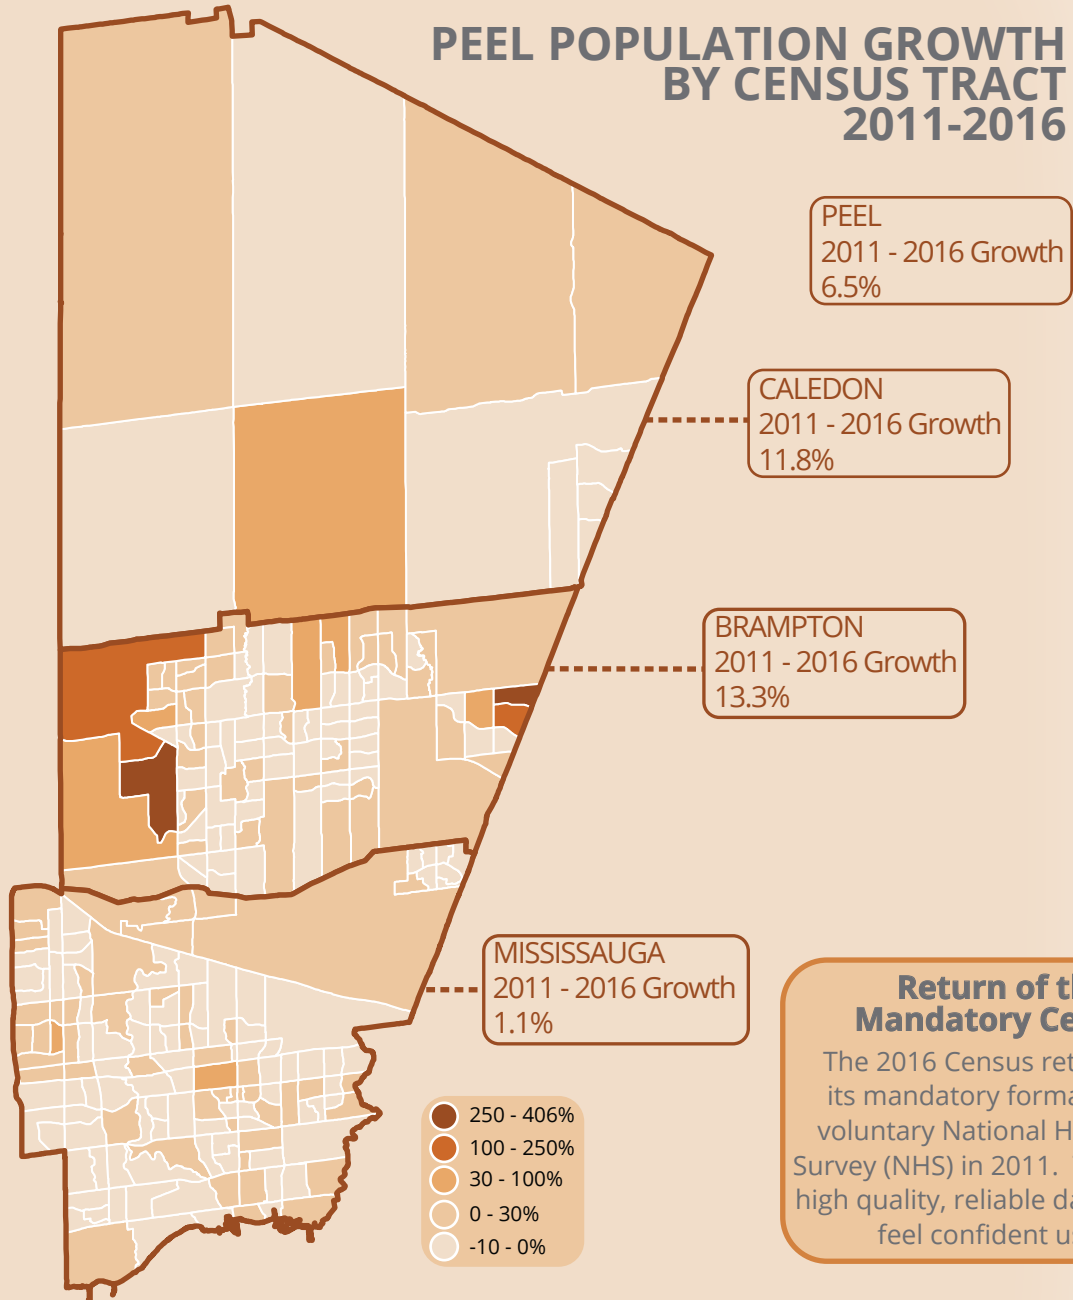 PEEL POPULATION GROWTH
BY CENSUS TRACT
2011-2016
PEEL
2011 - 2016 Growth
6.5%
CALEDON
2011 - 2016 Growth
11.8%
BRAMPTON
2011 - 2016 Growth
13.3%
MISSISSAUGA
2011 - 2016 Growth
1.1%
250 - 406%
100 - 250%
30 - 100%
0 - 30%
-10 - 0%
Return of
Mandatory
The 2016 Census
its mandatory
voluntary National
Survey (NHS) in 2011.
high quality, reliable
feel confident